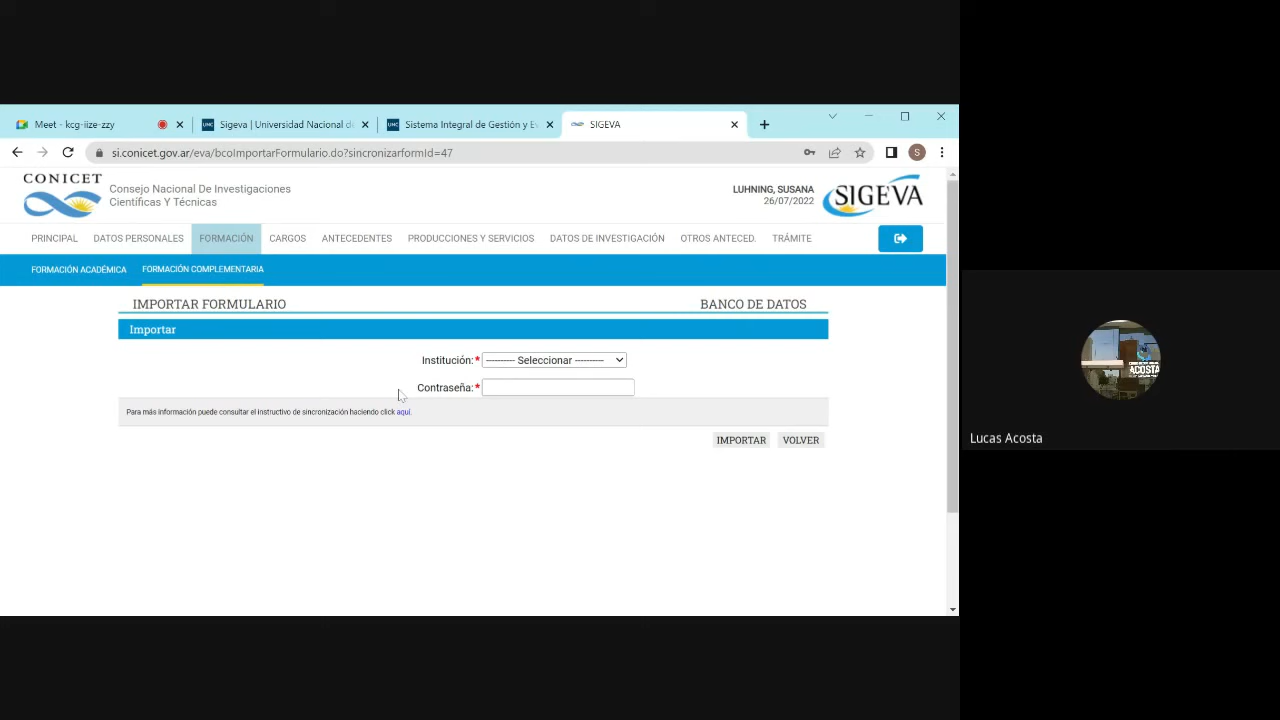 Meet - kcg-iize-zzy
Sigeva | Universidad Nacional d
Sistema Integral de Gestión y Ev
SIGEVA
si.conicet.gov.ar/eva/bcoImportarFormulario.do?sincronizarformId=47
S
CONICET
Consejo Nacional De Investigaciones
Científicas Y Técnicas
LUHNING, SUSANA
26/07/2022
SIGEVA
PRINCIPAL DATOS PERSONALES FORMACIÓN CARGOS ANTECEDENTES PRODUCCIONES Y SERVICIOS DATOS DE INVESTIGACIÓN OTROS ANTECED. TRÁMITE
FORMACIÓN ACADÉMICA FORMACIÓN COMPLEMENTARIA
IMPORTAR FORMULARIO BANCO DE DATOS
Importar
Institución:* ---------- Seleccionar ----------
Contraseña:*
Para más información puede consultar el instructivo de sincronización haciendo click aquí.
IMPORTAR VOLVER
ACOSTA
Lucas Acosta